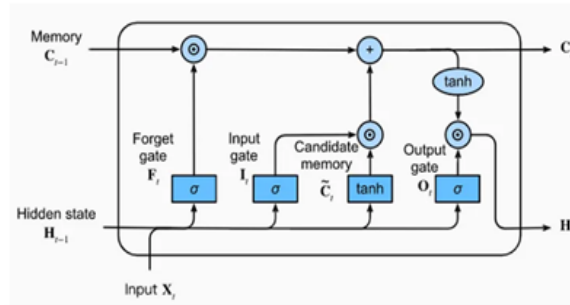 Memory
C_{t-1}
⊙
+
C
tanh
Forget
gate
F_t
Input
gate
I_t
Candidate
memory
C̃_t
⊙
Output
gate
O_t
⊙
σ
σ
tanh
σ
Hidden state
H_{t-1}
H
Input X_t